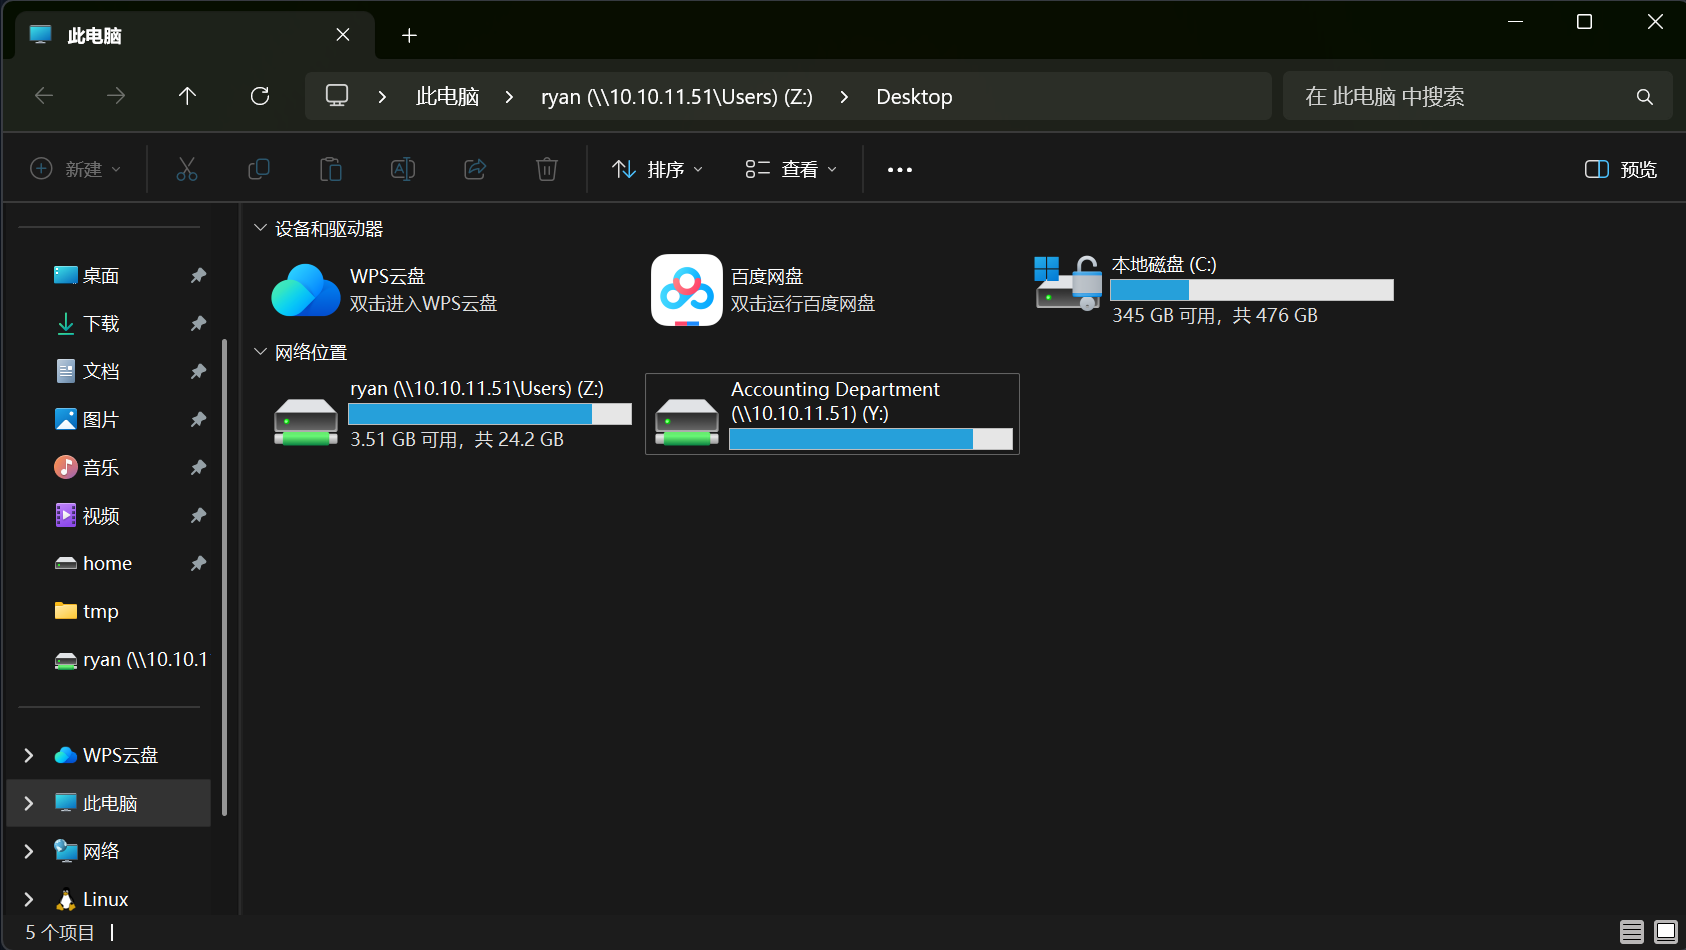 此电脑
此电脑
ryan (\\10.10.11.51\Users) (Z:)
Desktop
在 此电脑 中搜索
新建
排序
查看
预览
桌面
下载
文档
图片
音乐
视频
home
tmp
ryan (\\10.10.1
WPS云盘
此电脑
网络
Linux
设备和驱动器
WPS云盘
双击进入WPS云盘
百度网盘
双击运行百度网盘
本地磁盘 (C:)
345 GB 可用，共 476 GB
网络位置
ryan (\\10.10.11.51\Users) (Z:)
3.51 GB 可用，共 24.2 GB
Accounting Department
(\\10.10.11.51) (Y:)
5 个项目